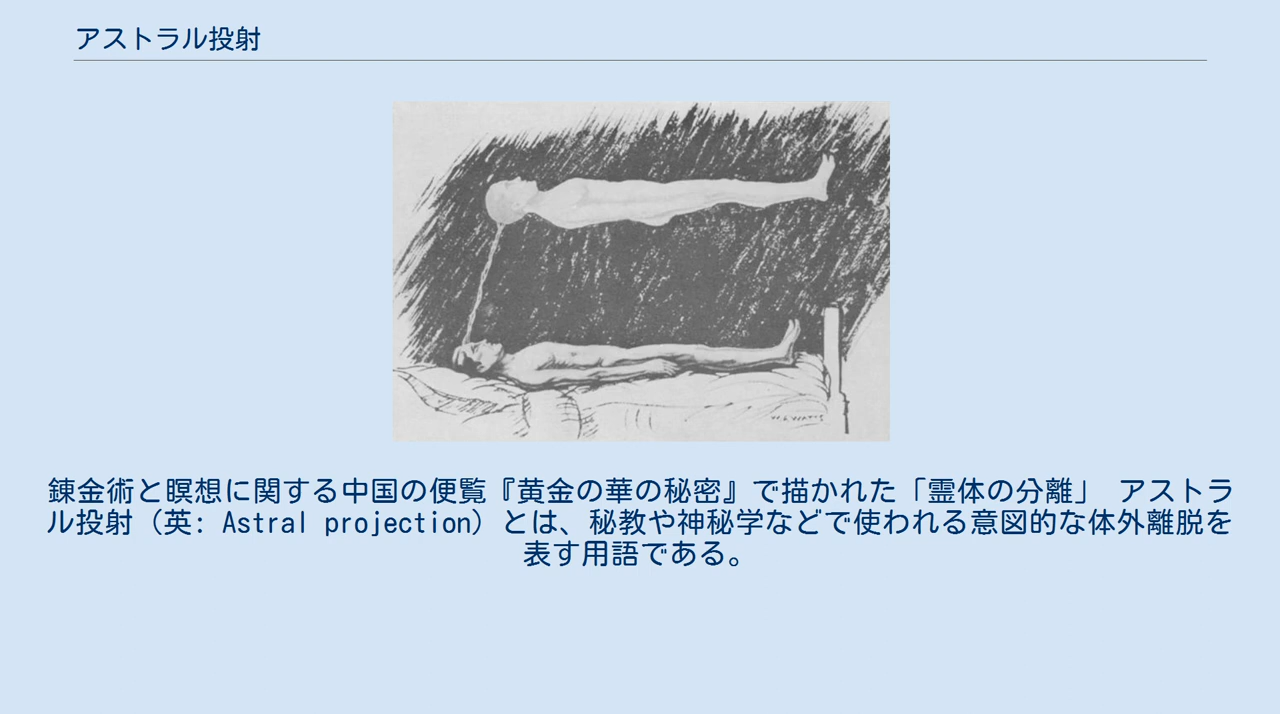 アストラル投射
錬金術と瞑想に関する中国の便覧『黄金の華の秘密』で描かれた「霊体の分離」 アストラ
ル投射（英: Astral projection）とは、秘教や神秘学などで使われる意図的な体外離脱を
表す用語である。